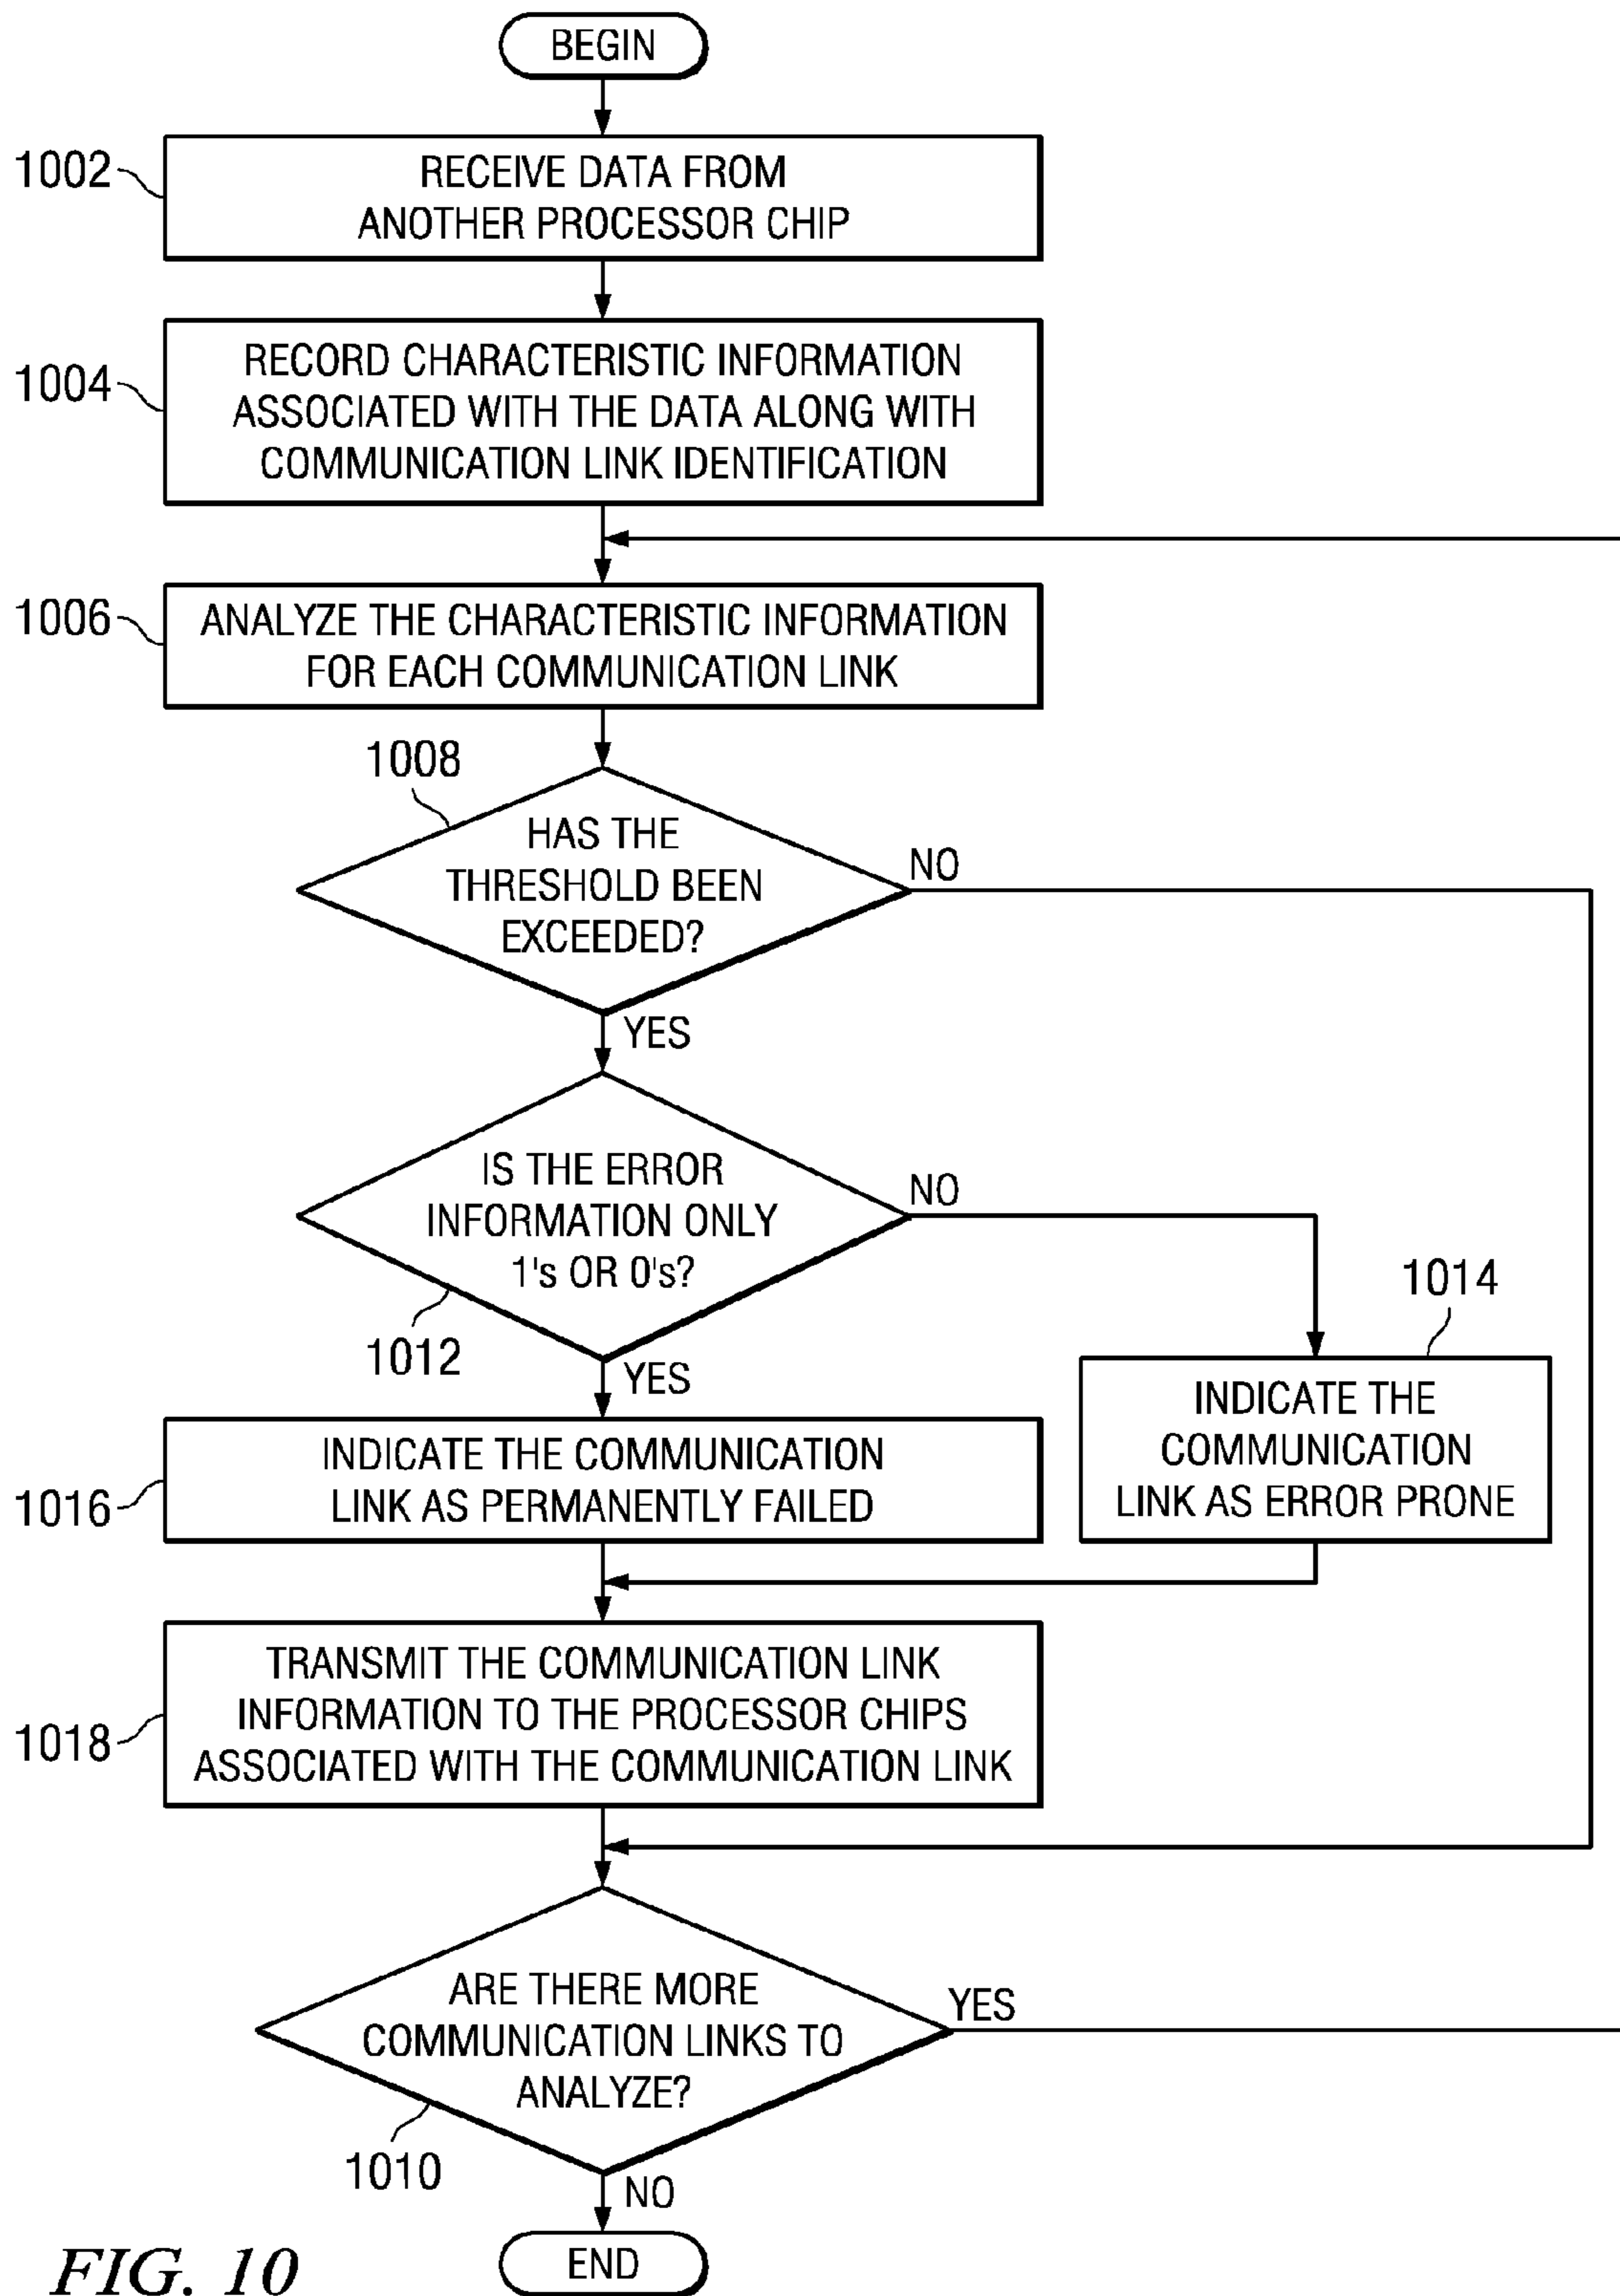 BEGIN
1002
RECEIVE DATA FROM
ANOTHER PROCESSOR CHIP
1004
RECORD CHARACTERISTIC INFORMATION
ASSOCIATED WITH THE DATA ALONG WITH
COMMUNICATION LINK IDENTIFICATION
1006
ANALYZE THE CHARACTERISTIC INFORMATION
FOR EACH COMMUNICATION LINK
1008
HAS THE
THRESHOLD BEEN
EXCEEDED?
NO
YES
IS THE ERROR
INFORMATION ONLY
1's OR 0's?
NO
1012
YES
1014
INDICATE THE
COMMUNICATION
LINK AS ERROR PRONE
1016
INDICATE THE COMMUNICATION
LINK AS PERMANENTLY FAILED
1018
TRANSMIT THE COMMUNICATION LINK
INFORMATION TO THE PROCESSOR CHIPS
ASSOCIATED WITH THE COMMUNICATION LINK
ARE THERE MORE
COMMUNICATION LINKS TO
ANALYZE?
YES
1010
NO
END
FIG. 10